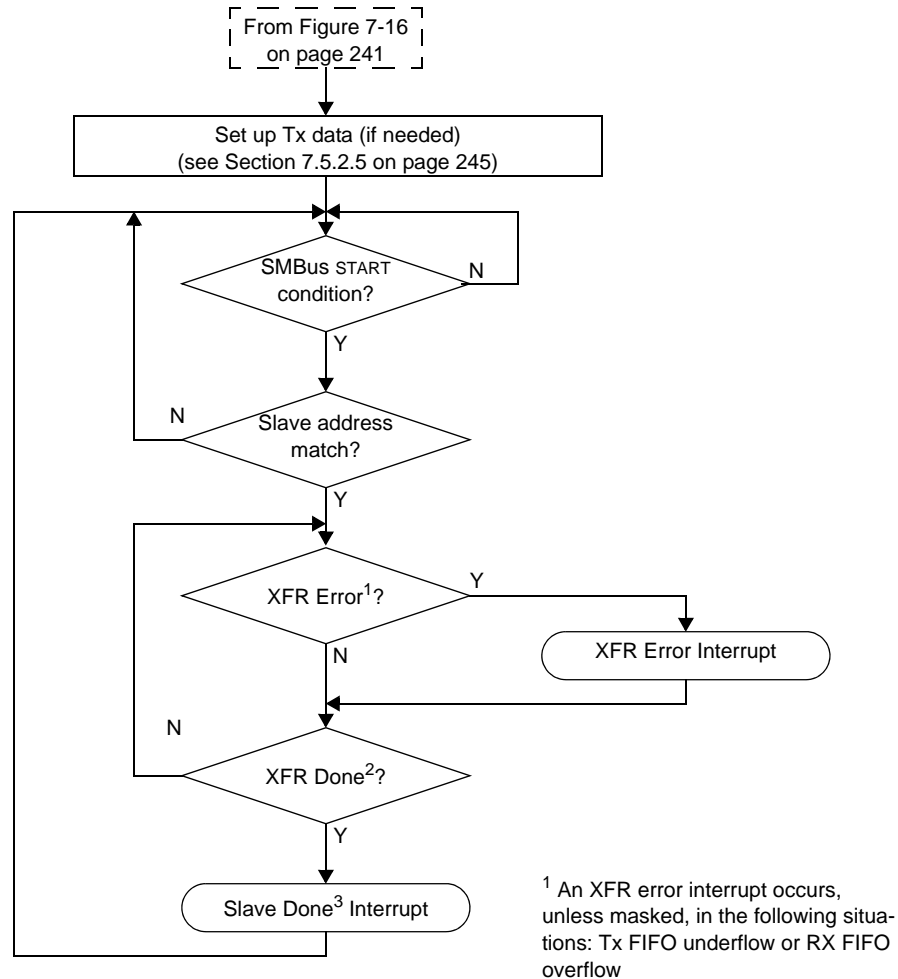 From Figure 7-16
on page 241
Set up Tx data (if needed)
(see Section 7.5.2.5 on page 245)
SMBus START
condition?
N
Y
N
Slave address
match?
Y
XFR Error1?
Y
XFR Error Interrupt
N
N
XFR Done2?
Y
Slave Done3 Interrupt
1 An XFR error interrupt occurs,
unless masked, in the following situa-
tions: Tx FIFO underflow or RX FIFO
overflow